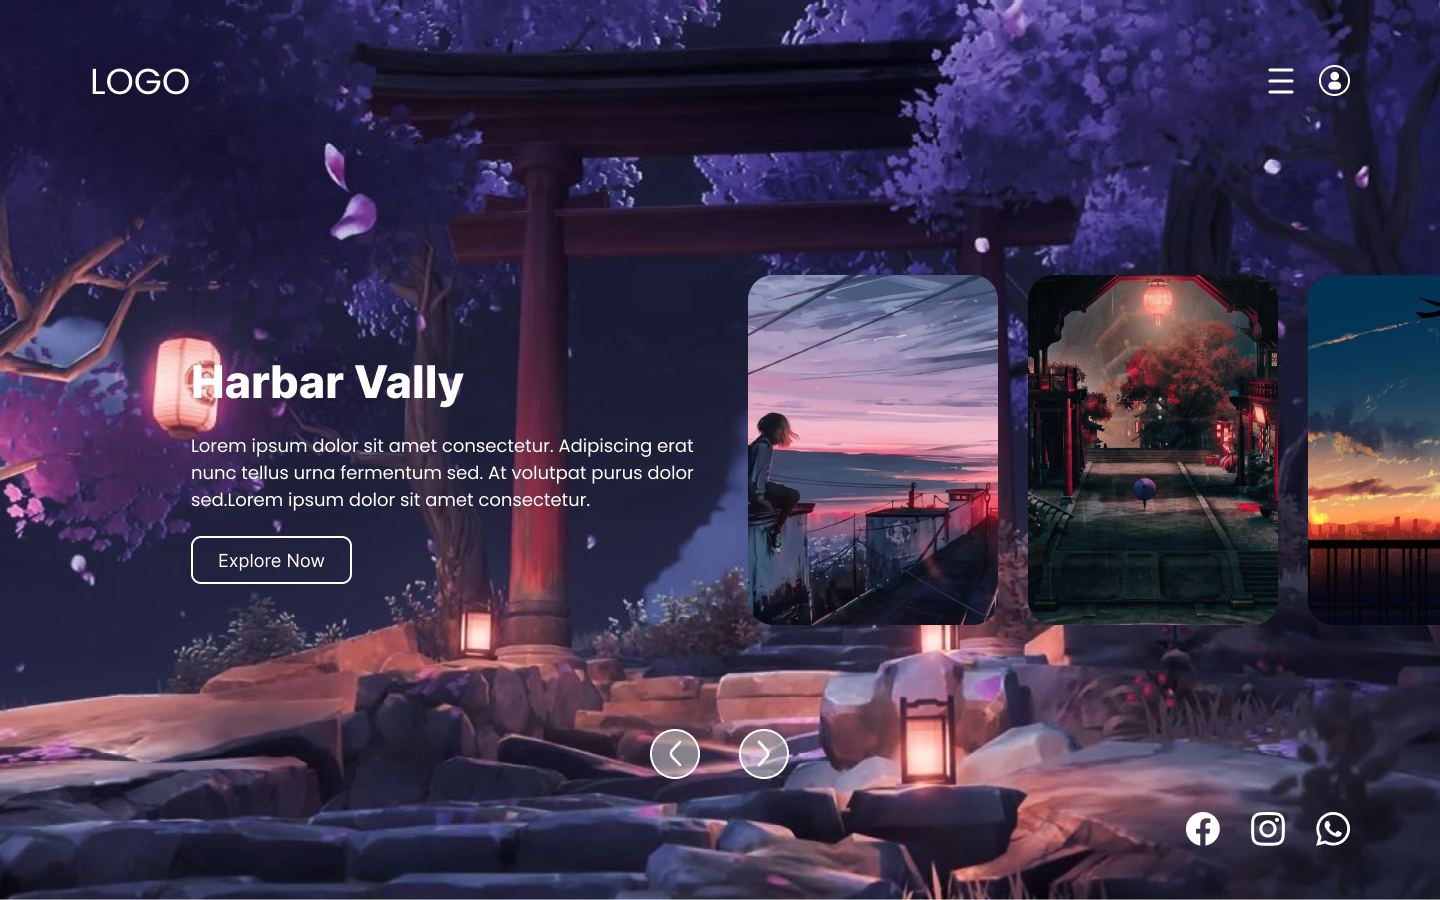 LOGO
Harbar Vally
Lorem ipsum dolor sit amet consectetur. Adipiscing erat
nunc tellus urna fermentum sed. At volutpat purus dolor
sed.Lorem ipsum dolor sit amet consectetur.
Explore Now